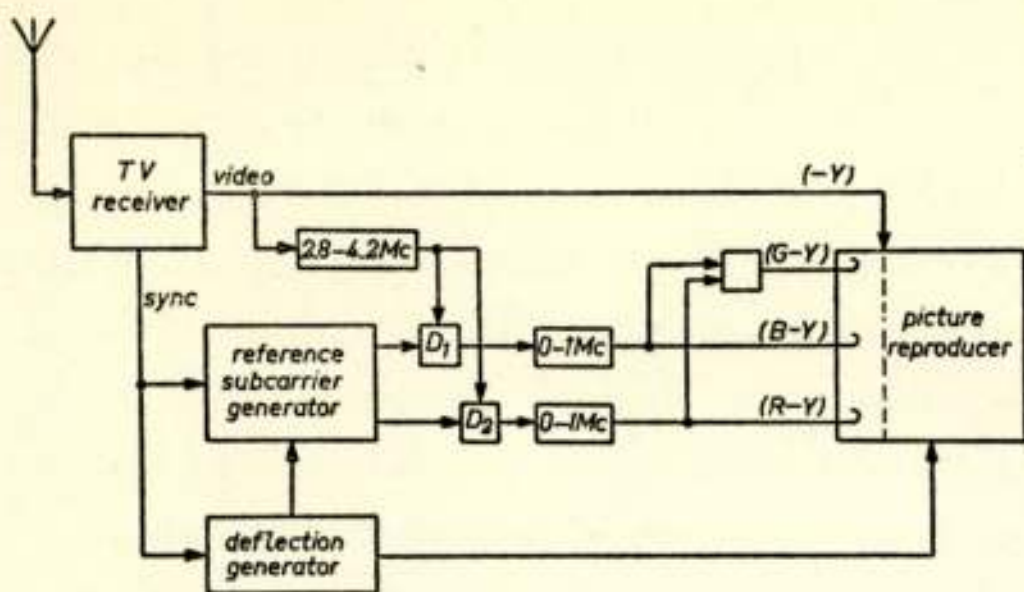 TV
receiver
video
(-Y)
2.8-4.2Mc
(G-Y)
sync
reference
subcarrier
generator
D1
0-1Mc
(B-Y)
picture
reproducer
D2
0-1Mc
(R-Y)
deflection
generator